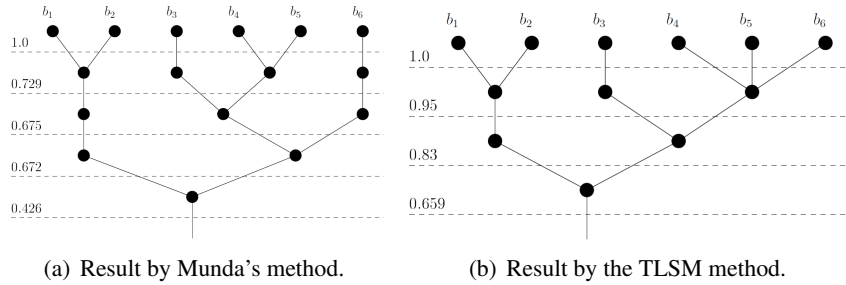 b₁ b₂ b₃ b₄ b₅ b₆
1.0
0.729
0.675
0.672
0.426
(a) Result by Munda's method.
b₁ b₂ b₃ b₄ b₅ b₆
1.0
0.95
0.83
0.659
(b) Result by the TLSM method.